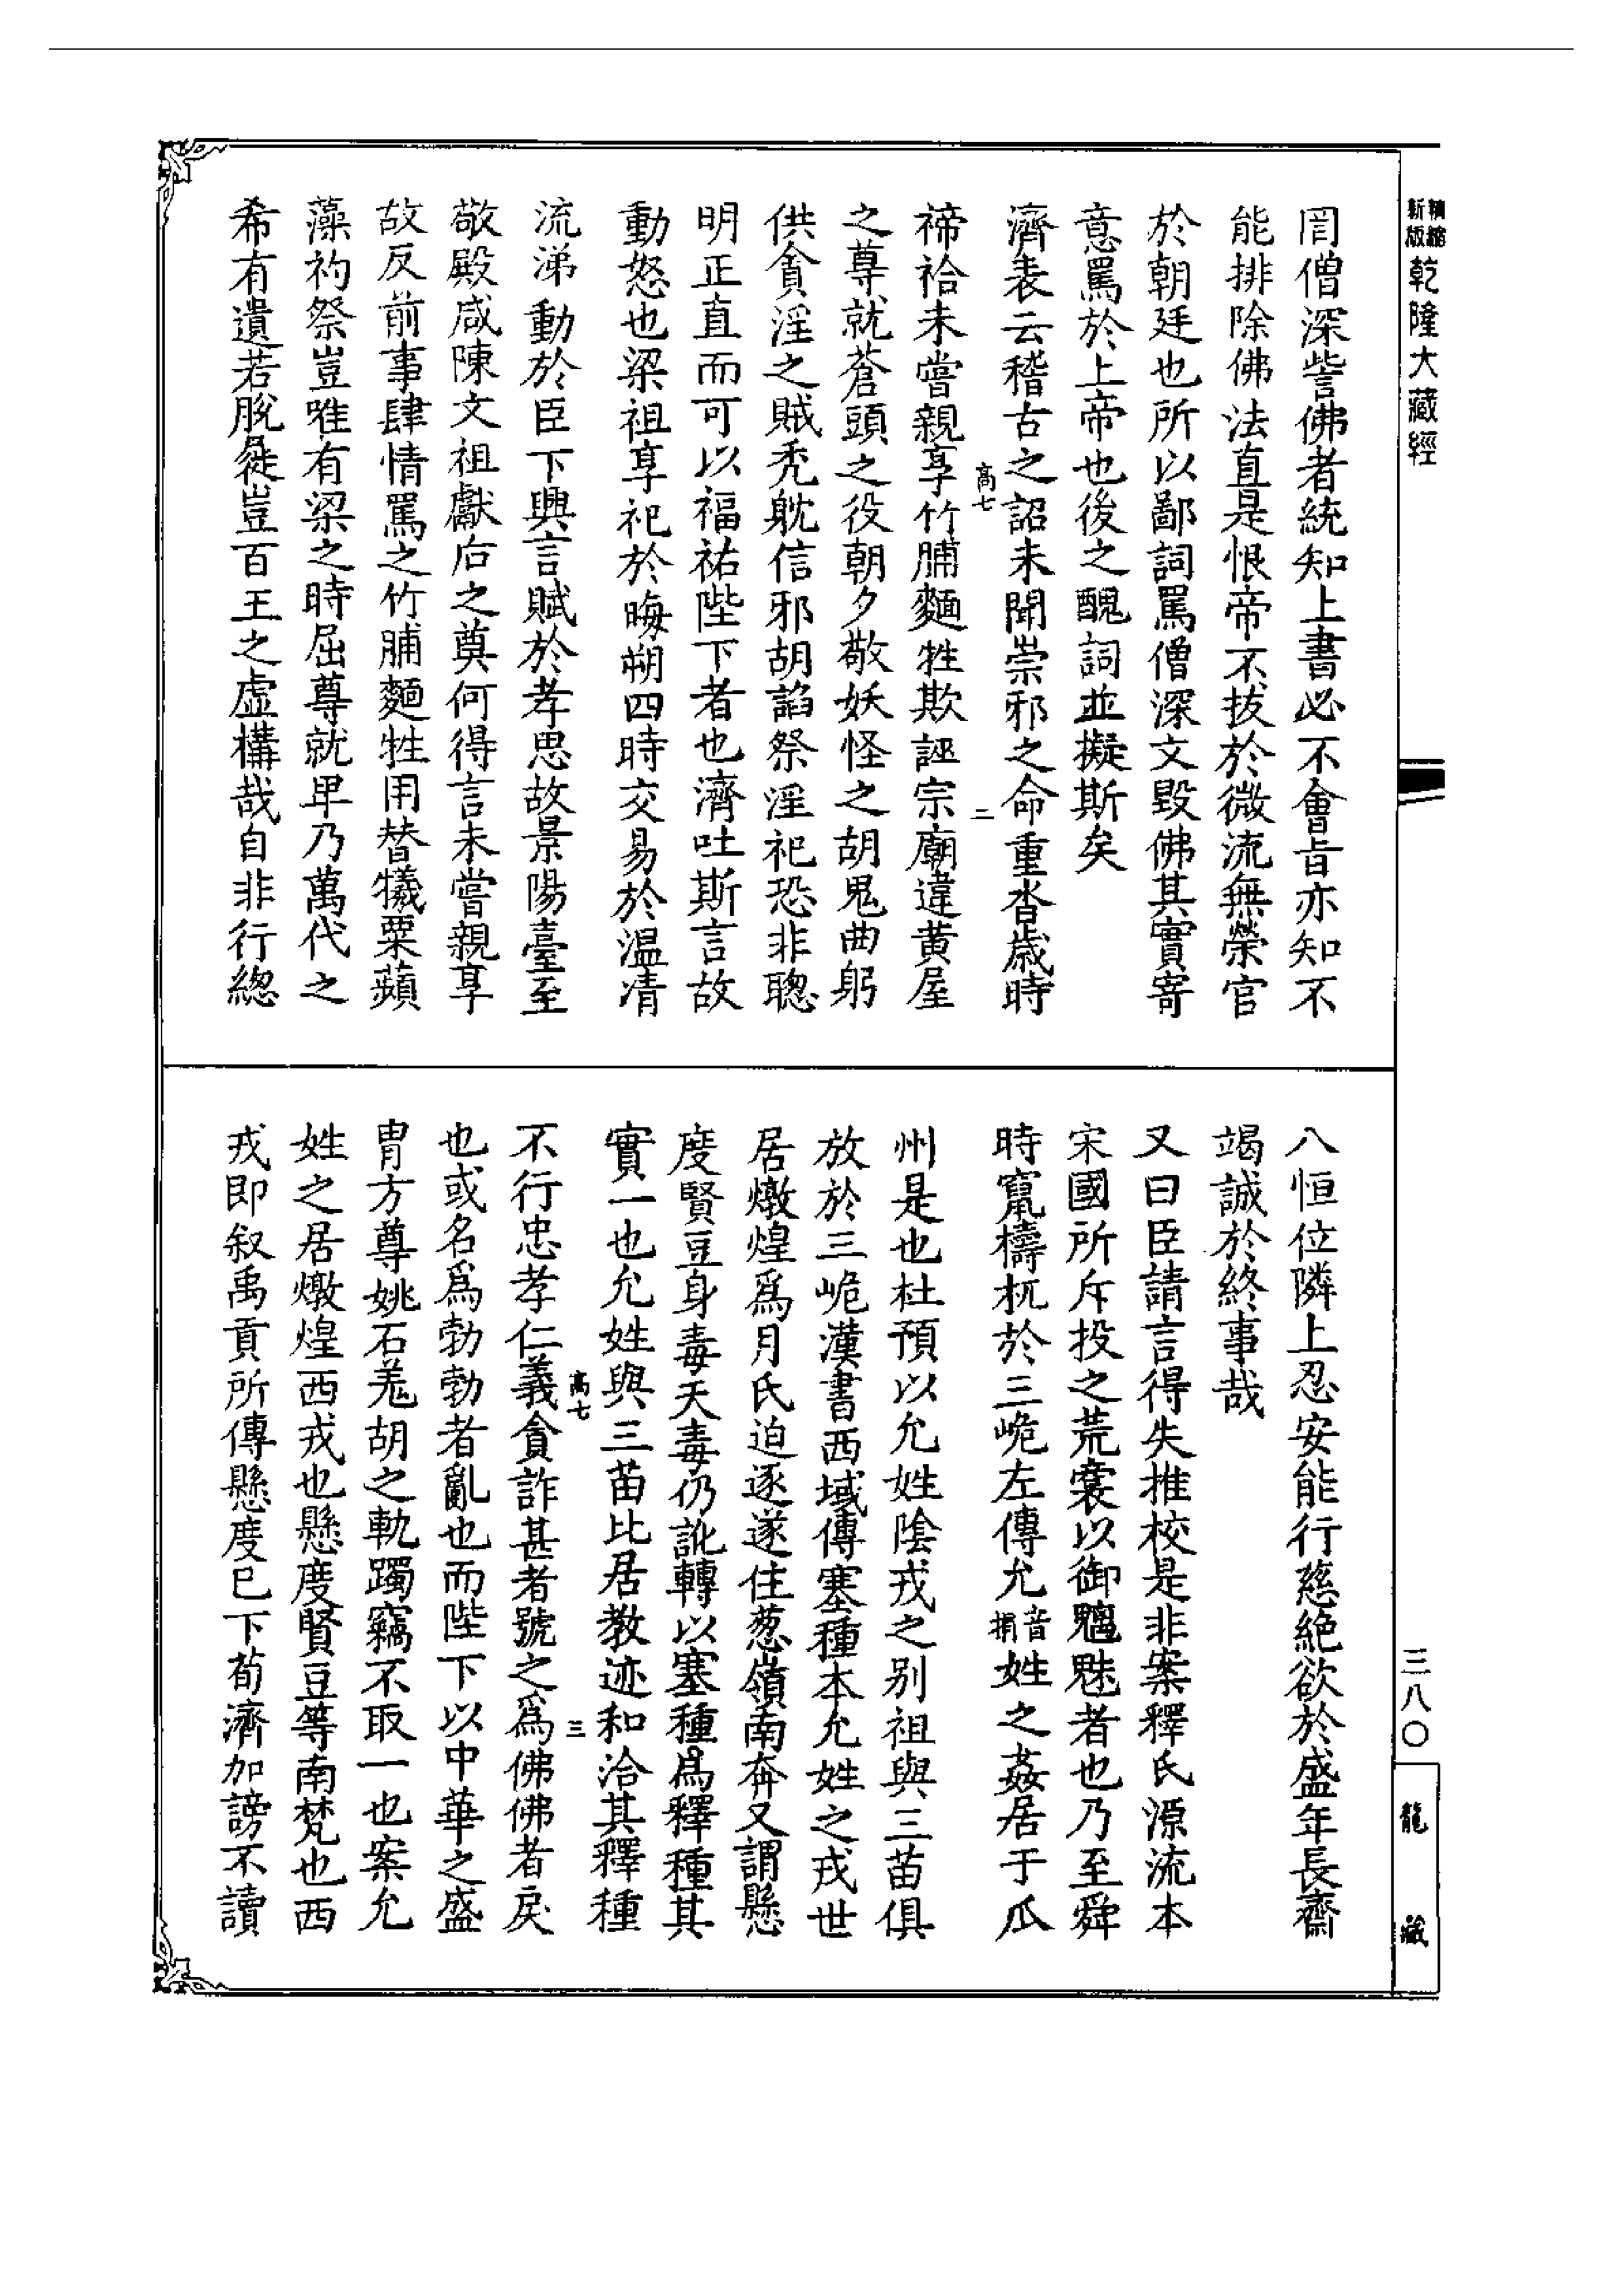 新版
精縮
乾隆大藏經
罔僧深訾佛者統知上書必不會旨亦知不
能排除佛法直是恨帝不拔於微流無榮官
於朝廷也所以鄙詞罵僧深文毀佛其實寄
意罵於上帝也後之醜詞並擬斯矣
濟表云稽古之詔未聞崇邪之命重沓歲時
高七
二
禘祫未嘗親享竹脯麵牲欺誣宗廟違黃屋
之尊就蒼頭之役朝夕敬妖怪之胡鬼曲躬
供貪淫之賊禿躭信邪胡諂祭淫祀恐非聰
明正直而可以福祐陛下者也濟吐斯言故
動怒也梁祖享祀於晦朔四時交易於温凊
流涕動於臣下興言賦於孝思故景陽臺至
敬殿咸陳文祖獻后之奠何得言未嘗親享
故反前事肆情罵之竹脯麵牲用替犧粟蘋
藻礿祭豈唯有梁之時屈尊就卑乃萬代之
希有遺若脫屣豈百王之虛構哉自非行總
八恒位隣上忍安能行慈絕欲於盛年長齋
竭誠於終事哉
又曰臣請言得失推校是非案釋氏源流本
宋國所斥投之荒裔以御魑魅者也乃至舜
時竄檮杌於三峗左傳允音捐姓之姦居于瓜
州是也杜預以允姓陰戎之別祖與三苗俱
放於三峗漢書西域傳塞種本允姓之戎世
居燉煌爲月氏迫逐遂往葱嶺南奔又謂懸
度賢豆身毒天毒仍訛轉以塞種爲釋種其
實一也允姓與三苗比居教迹和洽其釋種
高七
三
不行忠孝仁義貪詐甚者號之爲佛佛者戾
也或名爲勃勃者亂也而陛下以中華之盛
胄方尊姚石羌胡之軌躅竊不取一也案允
姓之居燉煌西戎也懸度賢豆等南梵也西
戎即叙禹貢所傳懸度已下荀濟加謗不讀
三八〇
龍藏